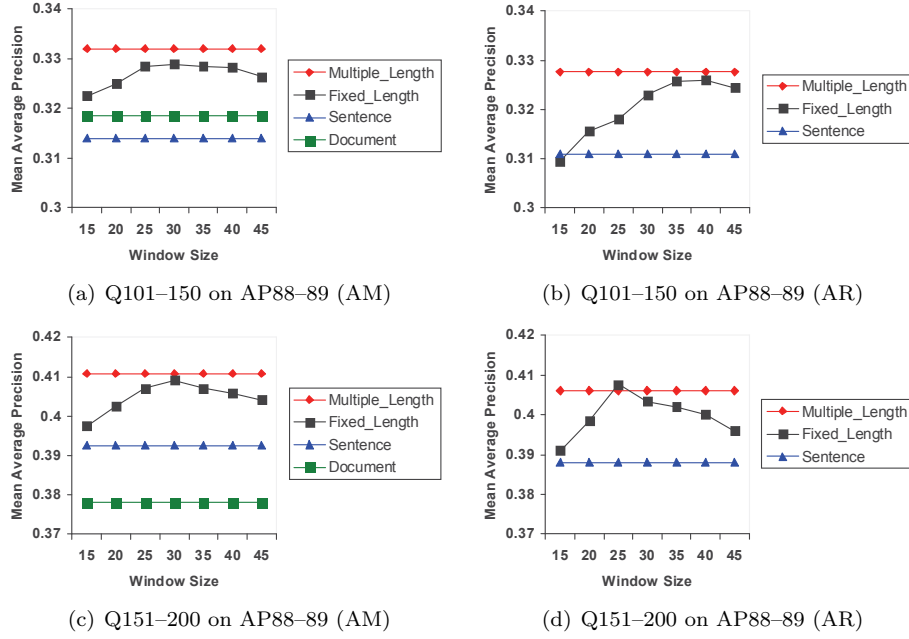 0.34
0.33
0.32
0.31
0.3
Mean Average Precision
15 20 25 30 35 40 45
Window Size
Multiple_Length
Fixed_Length
Sentence
Document
(a) Q101–150 on AP88–89 (AM)
0.34
0.33
0.32
0.31
0.3
Mean Average Precision
15 20 25 30 35 40 45
Window Size
Multiple_Length
Fixed_Length
Sentence
(b) Q101–150 on AP88–89 (AR)
0.42
0.41
0.4
0.39
0.38
0.37
Mean Average Precision
15 20 25 30 35 40 45
Window Size
Multiple_Length
Fixed_Length
Sentence
Document
(c) Q151–200 on AP88–89 (AM)
0.42
0.41
0.4
0.39
0.38
0.37
Mean Average Precision
15 20 25 30 35 40 45
Window Size
Multiple_Length
Fixed_Length
Sentence
(d) Q151–200 on AP88–89 (AR)